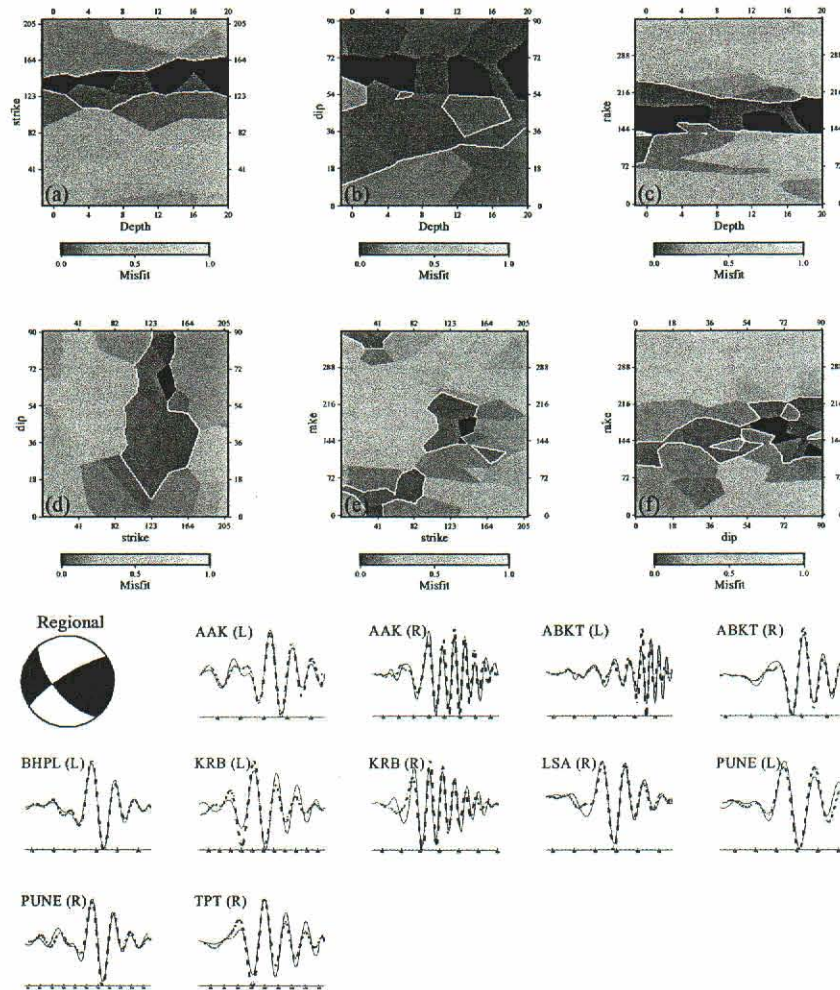 0 4 8 12 16 20
0 4 8 12 16 20
0 4 8 12 16 20
205 164 123 82 41
strike
205 164 123 82 41
90 72 54 36 18 0
dip
90 72 54 36 18 0
288 216 144 72 0
rake
288 216 144 72 0
(a)
(b)
(c)
0 4 8 12 16 20
0 4 8 12 16 20
0 4 8 12 16 20
Depth
Depth
Depth
0.0 0.5 1.0
0.0 0.5 1.0
0.0 0.5 1.0
Misfit
Misfit
Misfit
41 82 123 164 205
41 82 123 164 205
0 18 36 54 72 90
90 72 54 36 18 0
dip
90 72 54 36 18 0
288 216 144 72 0
rake
288 216 144 72 0
288 216 144 72 0
rake
288 216 144 72 0
(d)
(e)
(f)
41 82 123 164 205
41 82 123 164 205
0 18 36 54 72 90
strike
strike
dip
0.0 0.5 1.0
0.0 0.5 1.0
0.0 0.5 1.0
Misfit
Misfit
Misfit
Regional
AAK (L)
AAK (R)
ABKT (L)
ABKT (R)
BHPL (L)
KRB (L)
KRB (R)
LSA (R)
PUNE (L)
PUNE (R)
TPT (R)